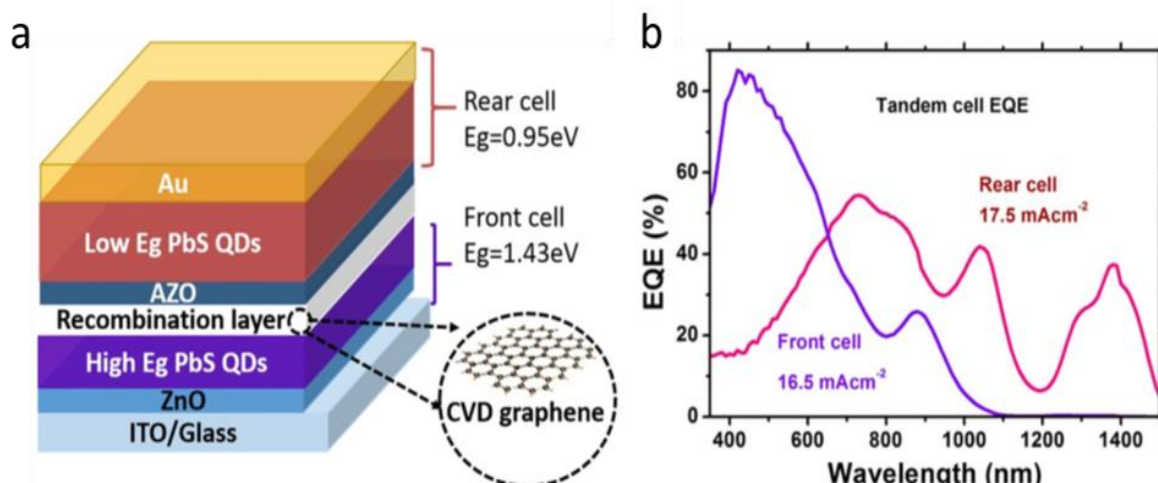 a
Rear cell
Eg=0.95eV
Au
Low Eg PbS QDs
Front cell
Eg=1.43eV
AZO
Recombination layer
High Eg PbS QDs
ZnO
CVD graphene
ITO/Glass
b
Tandem cell EQE
Rear cell
17.5 mAcm⁻²
Front cell
16.5 mAcm⁻²
EQE (%)
80
60
40
20
0
400 600 800 1000 1200 1400
Wavelength (nm)